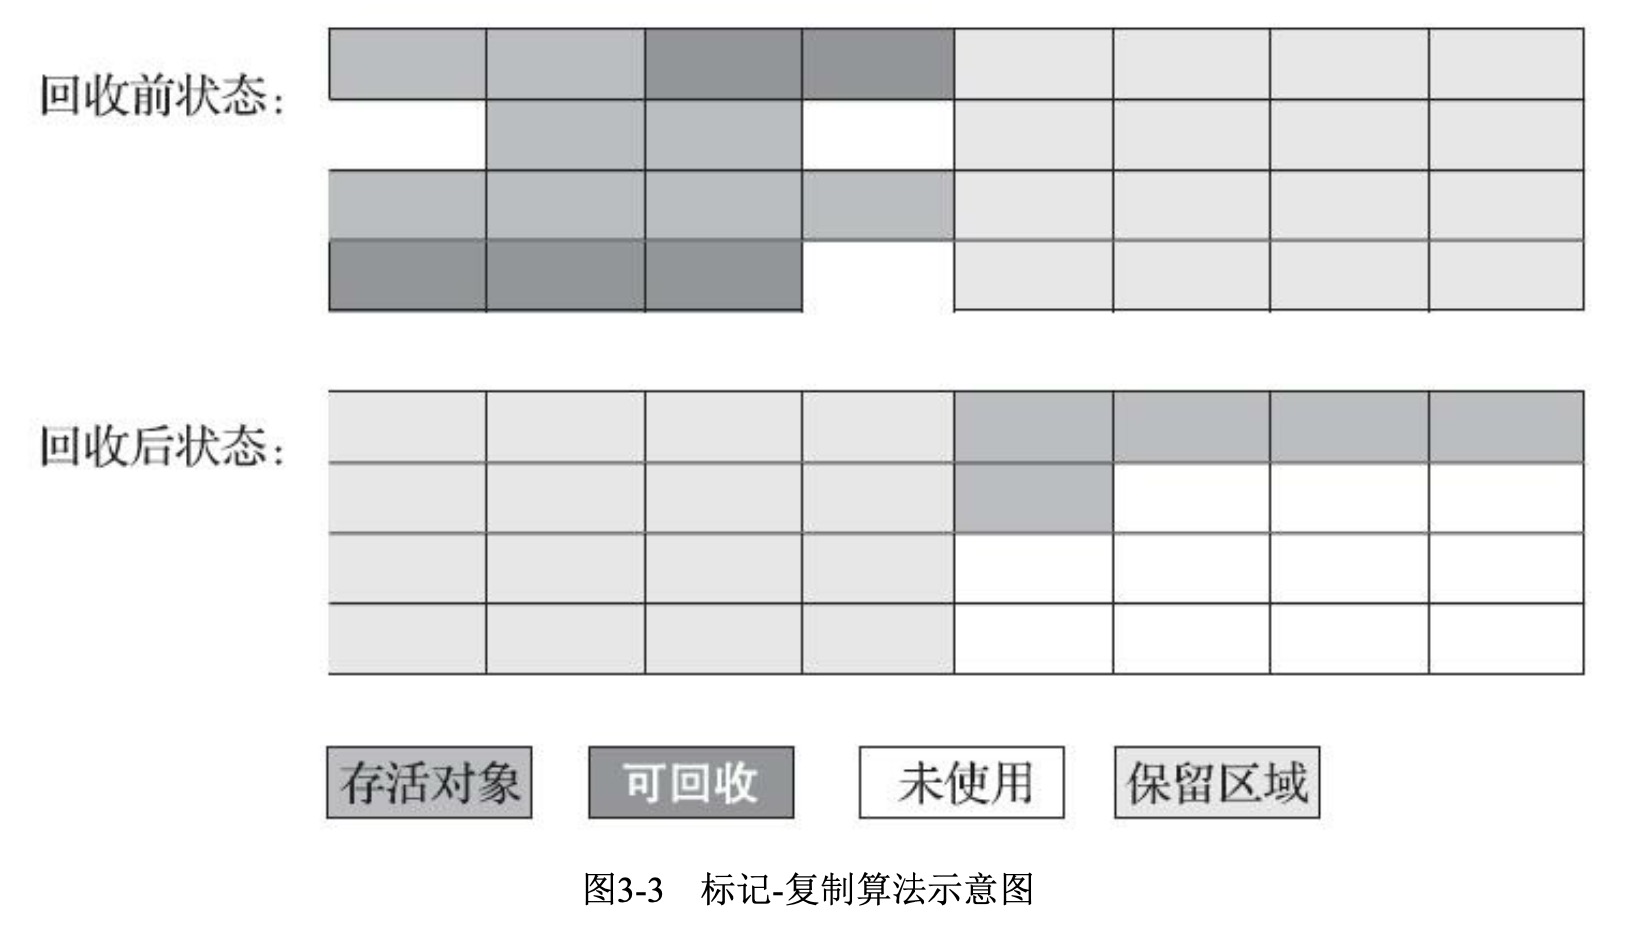 回收前状态：
回收后状态：
存活对象 可回收 未使用 保留区域
图3-3 标记-复制算法示意图